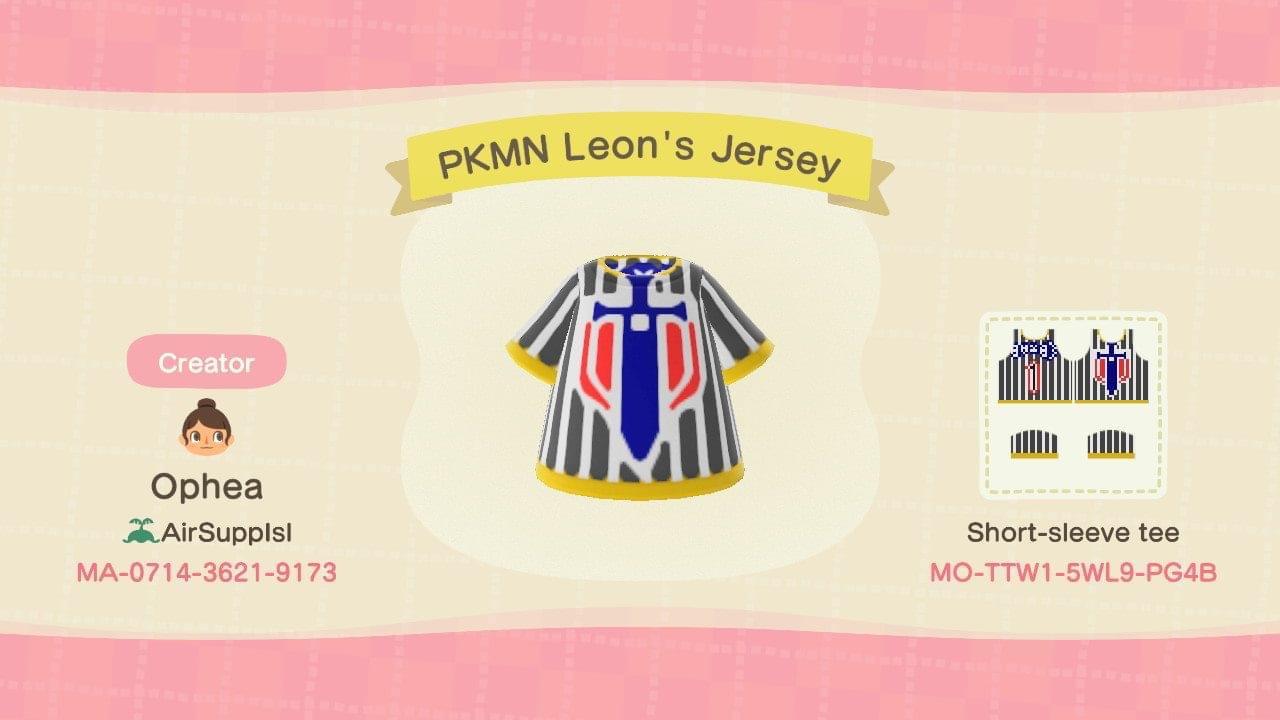 PKMN Leon's Jersey
Creator
Ophea
AirSuppIsl
MA-0714-3621-9173
Short-sleeve tee
MO-TTW1-5WL9-PG4B